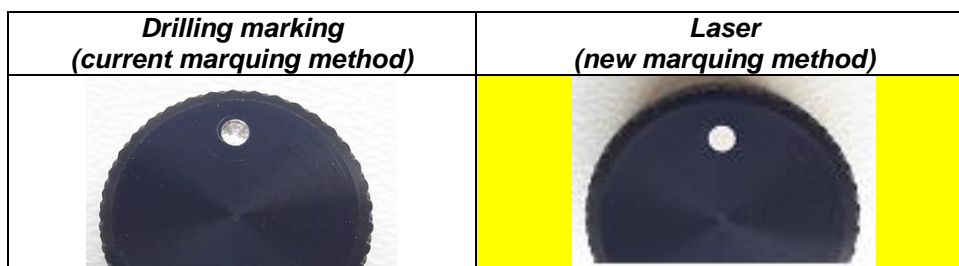 Drilling marking
(current marquing method)
Laser
(new marquing method)